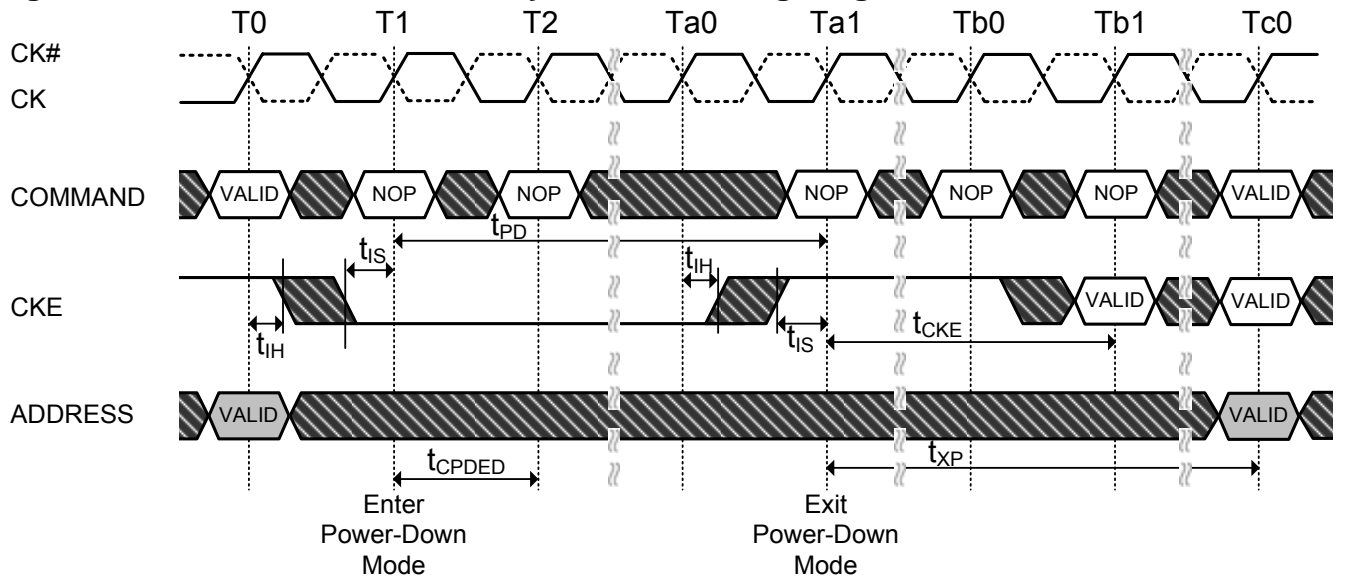 T0 T1 T2 Ta0 Ta1 Tb0 Tb1 Tc0
CK#
CK
COMMAND VALID NOP NOP NOP NOP NOP VALID
tPD
tIS tIH
CKE VALID VALID
tIH tIS tCKE
ADDRESS VALID VALID
tCPDED tXP
Enter
Power-Down
Mode
Exit
Power-Down
Mode